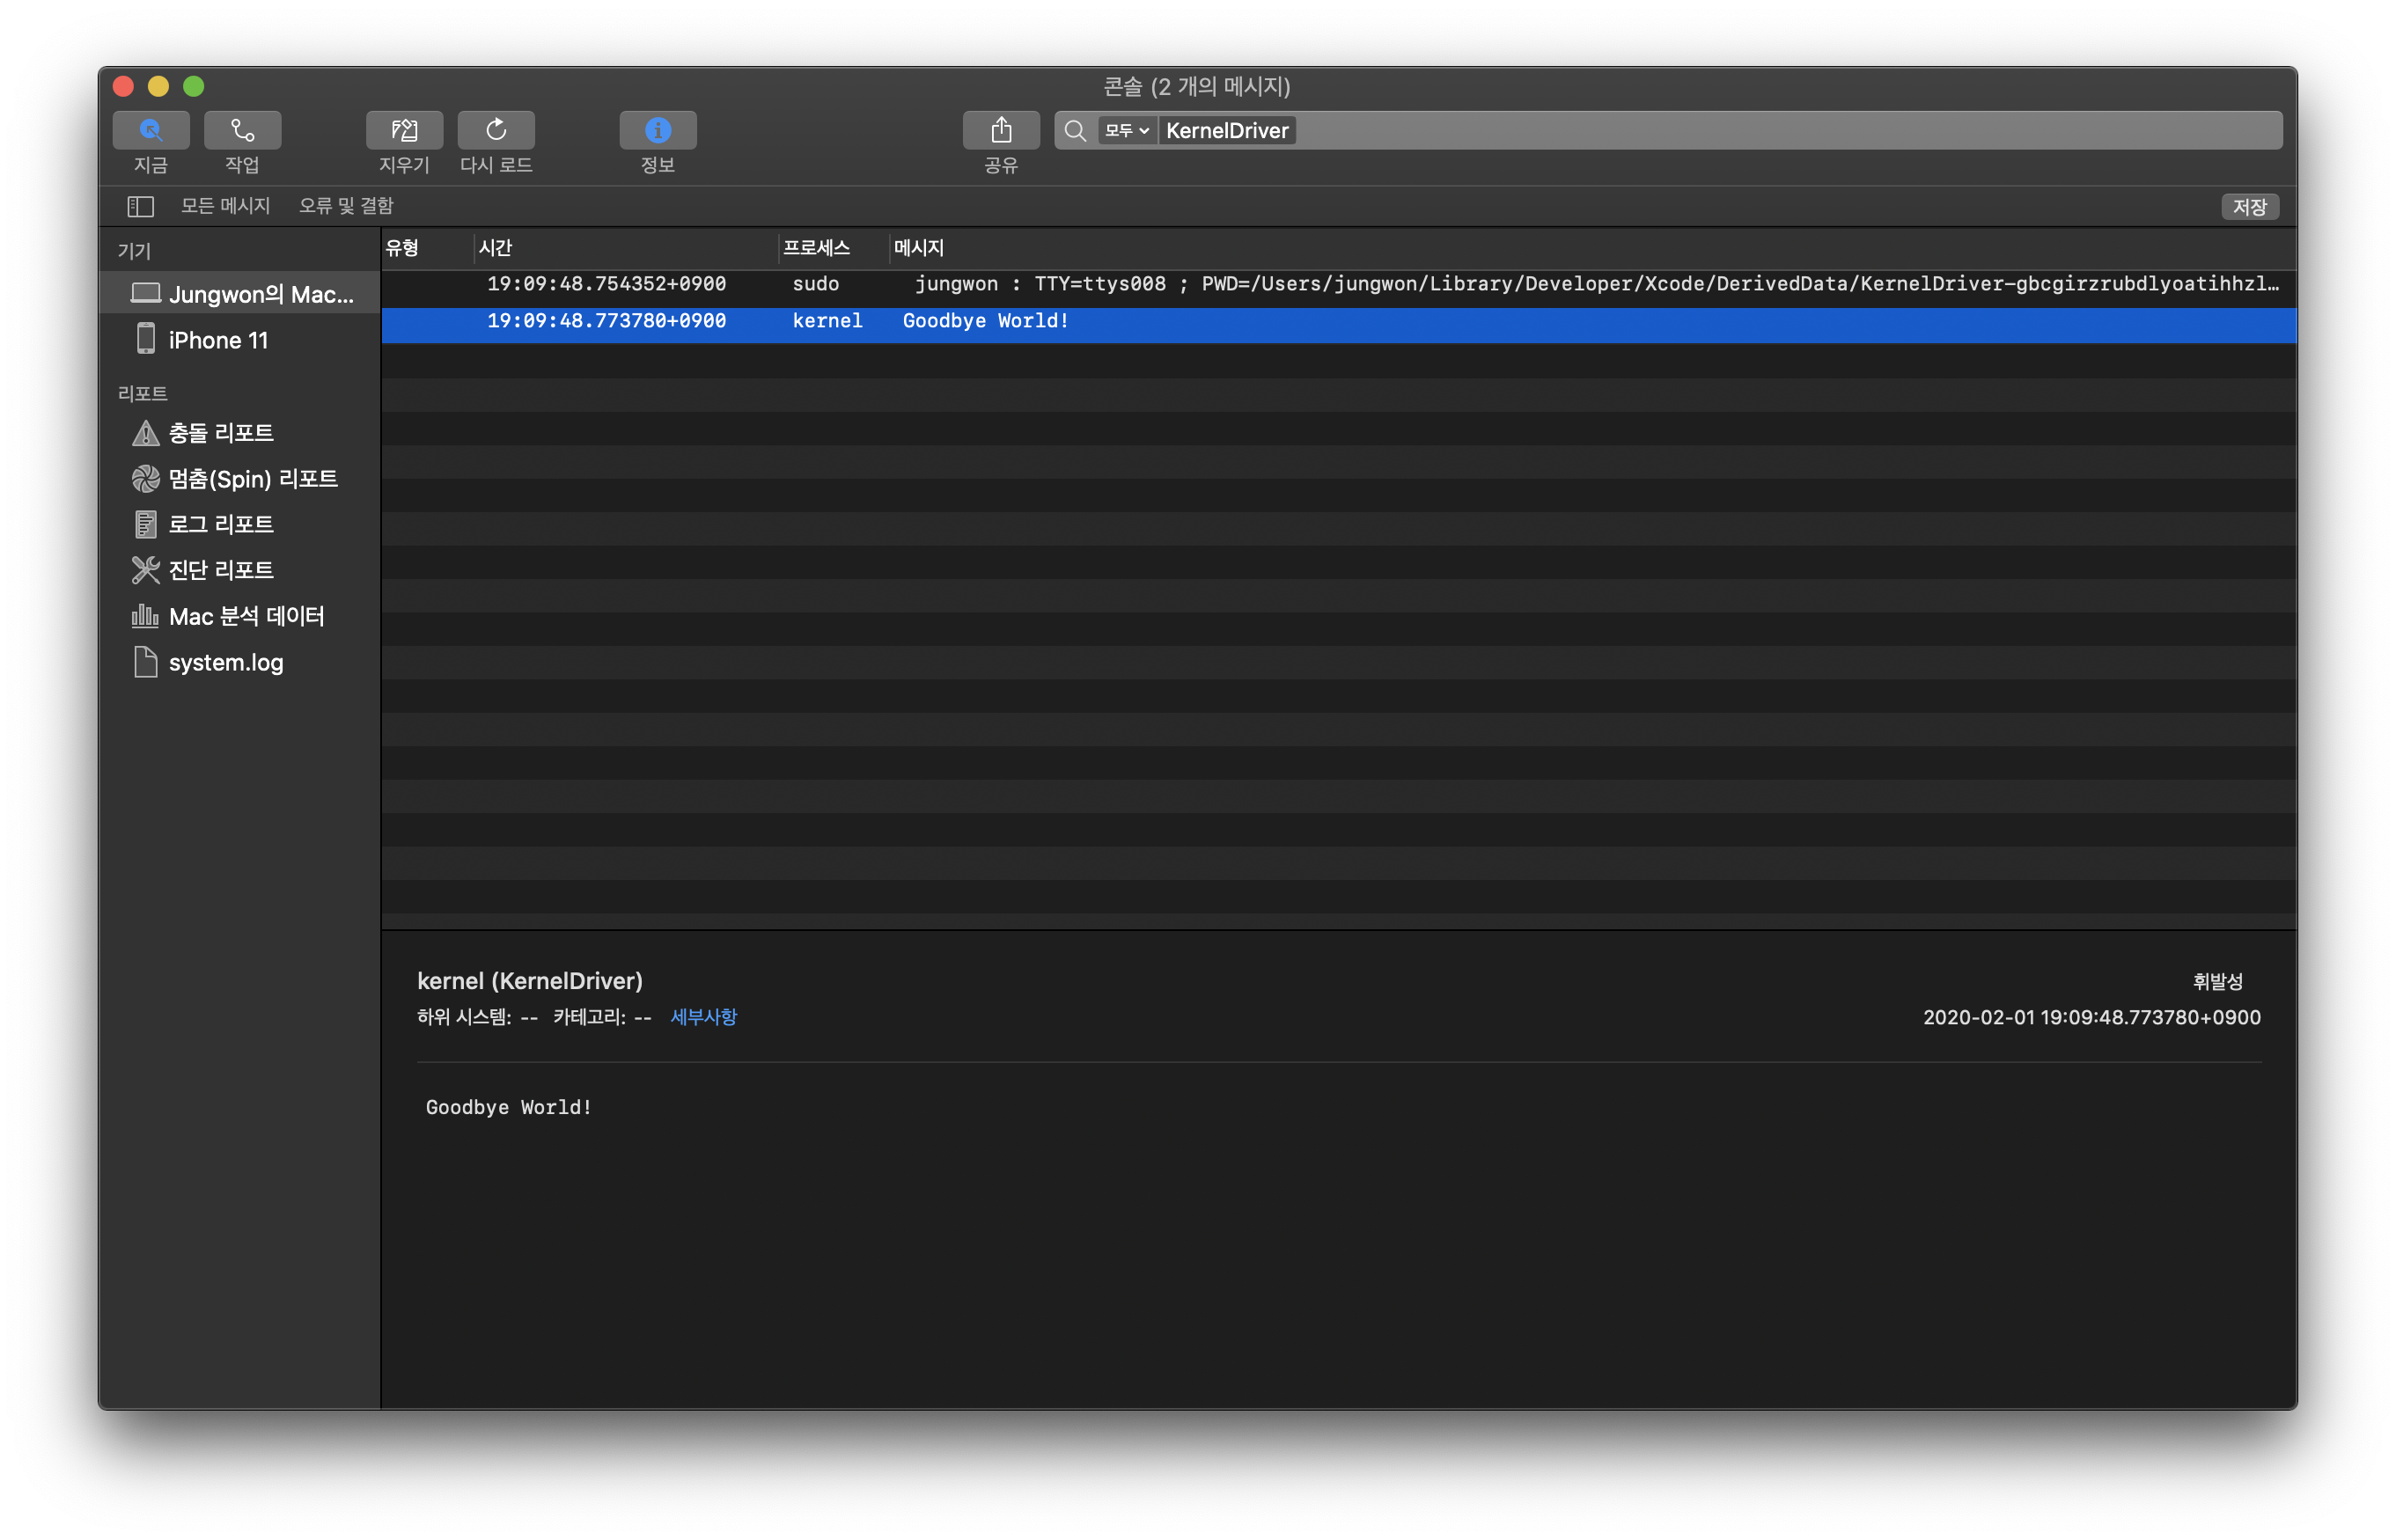 콘솔 (2 개의 메시지)
모두 KernelDriver
지금 작업 지우기 다시 로드 정보 공유
모든 메시지 오류 및 결함 저장
기기
Jungwon의 Mac...
iPhone 11
리포트
충돌 리포트
멈춤(Spin) 리포트
로그 리포트
진단 리포트
Mac 분석 데이터
system.log
유형 시간 프로세스 메시지
19:09:48.754352+0900 sudo jungwon : TTY=ttys008 ; PWD=/Users/jungwon/Library/Developer/Xcode/DerivedData/KernelDriver-gbcgirzrubdlyoatihhzl…
19:09:48.773780+0900 kernel Goodbye World!
kernel (KernelDriver) 휘발성
하위 시스템: -- 카테고리: -- 세부사항 2020-02-01 19:09:48.773780+0900
Goodbye World!